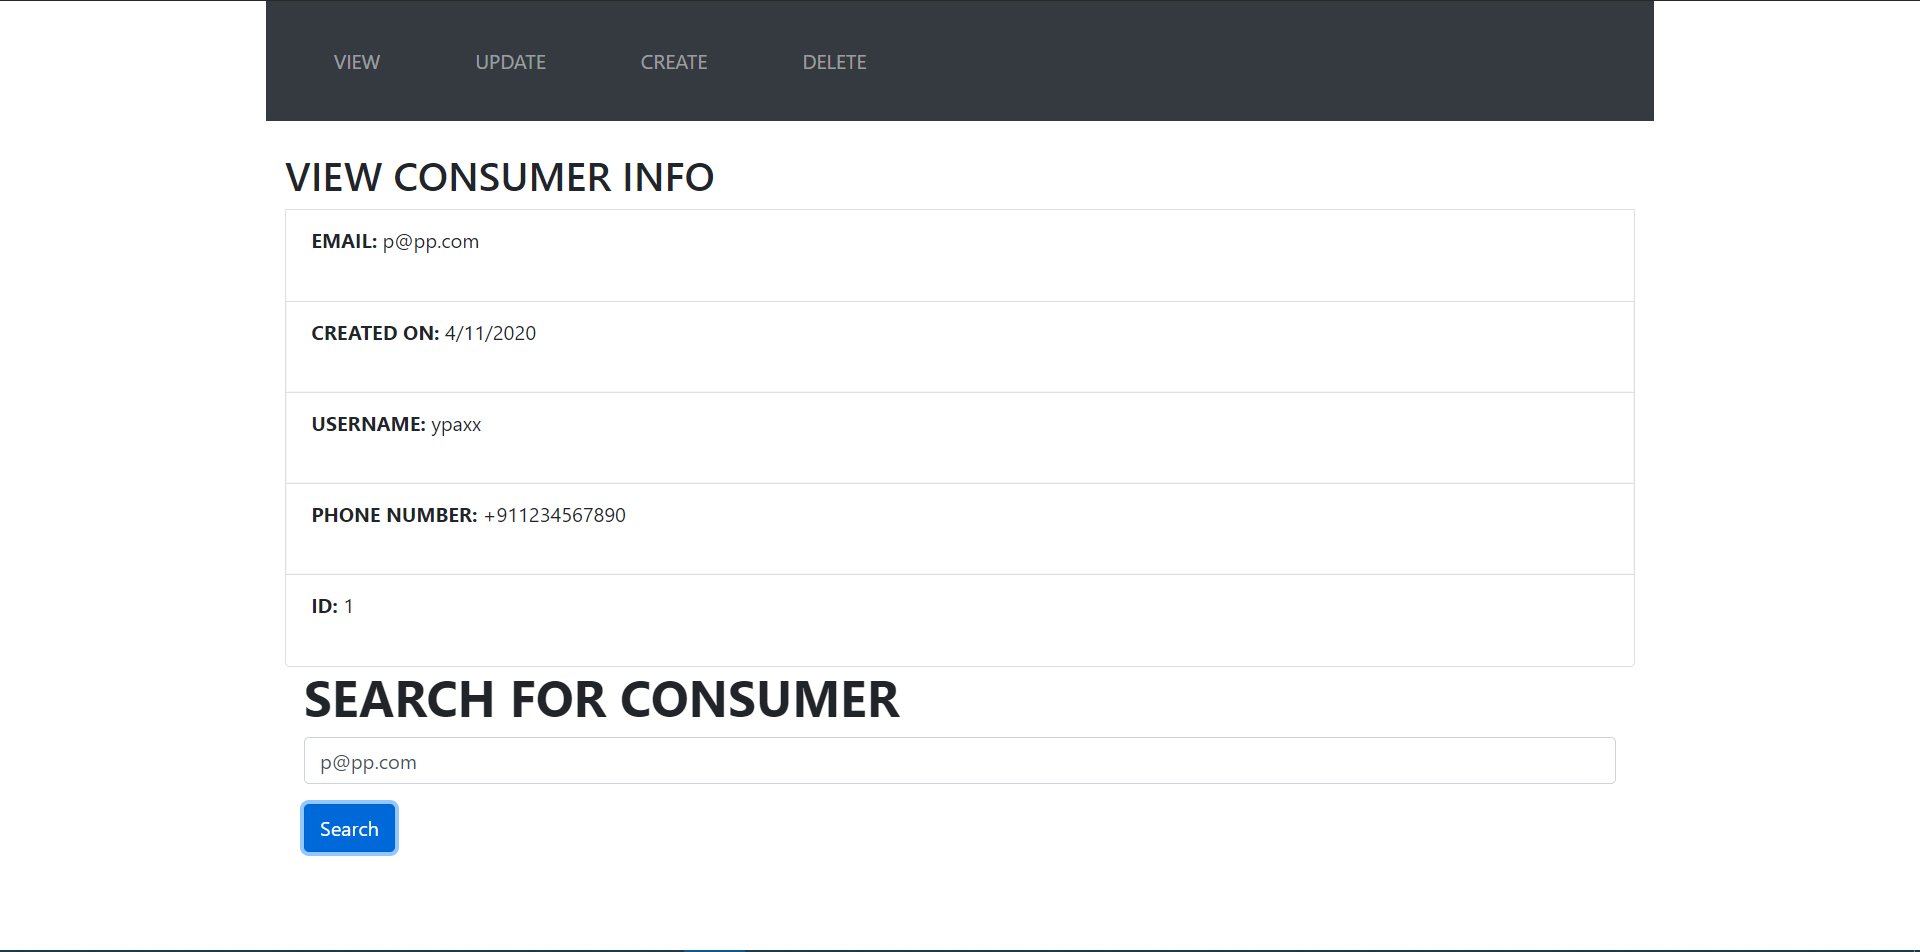 VIEW UPDATE CREATE DELETE
VIEW CONSUMER INFO
EMAIL: p@pp.com
CREATED ON: 4/11/2020
USERNAME: ypaxx
PHONE NUMBER: +911234567890
ID: 1
SEARCH FOR CONSUMER
p@pp.com
Search